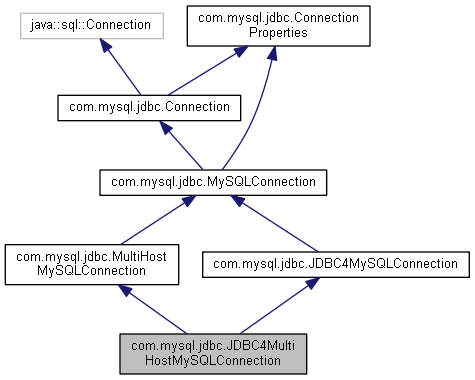 java::sql::Connection
com.mysql.jdbc.Connection
Properties
com.mysql.jdbc.Connection
com.mysql.jdbc.MySQLConnection
com.mysql.jdbc.MultiHost
MySQLConnection
com.mysql.jdbc.JDBC4MySQLConnection
com.mysql.jdbc.JDBC4Multi
HostMySQLConnection